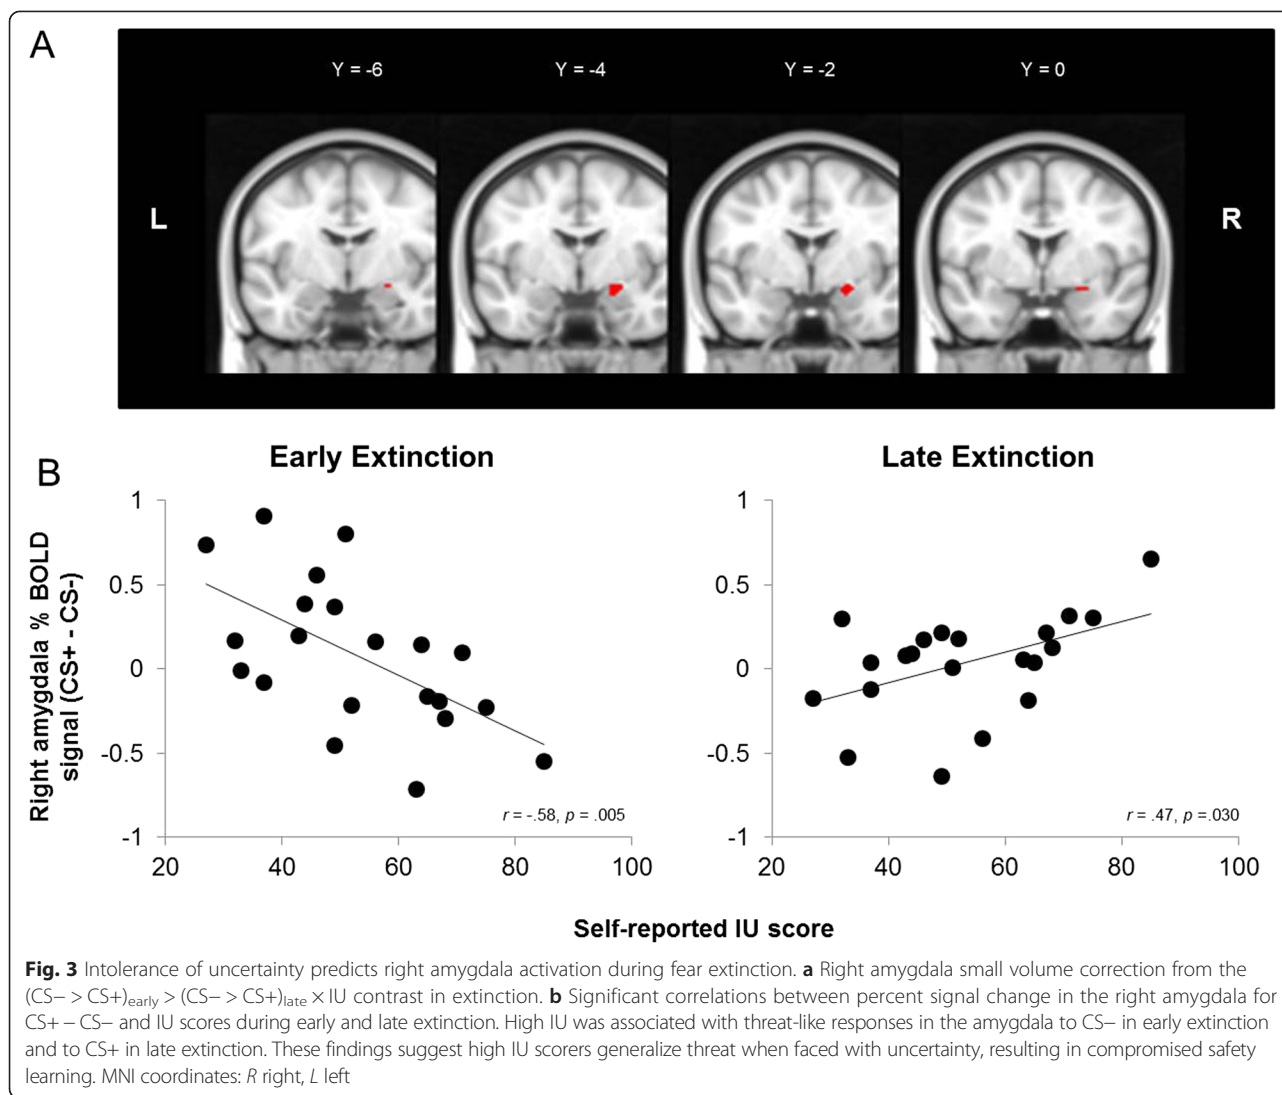 A
Y = -6 Y = -4 Y = -2 Y = 0
L R
B
Early Extinction Late Extinction
Right amygdala % BOLD
signal (CS+ - CS-)
1 1
0.5 0.5
0 0
-0.5 -0.5
-1 -1
r = -.58, p = .005 r = .47, p =.030
20 40 60 80 100 20 40 60 80 100
Self-reported IU score
Fig. 3 Intolerance of uncertainty predicts right amygdala activation during fear extinction. a Right amygdala small volume correction from the
(CS− > CS+)early > (CS− > CS+)late × IU contrast in extinction. b Significant correlations between percent signal change in the right amygdala for
CS+ – CS− and IU scores during early and late extinction. High IU was associated with threat-like responses in the amygdala to CS− in early extinction
and to CS+ in late extinction. These findings suggest high IU scorers generalize threat when faced with uncertainty, resulting in compromised safety
learning. MNI coordinates: R right, L left